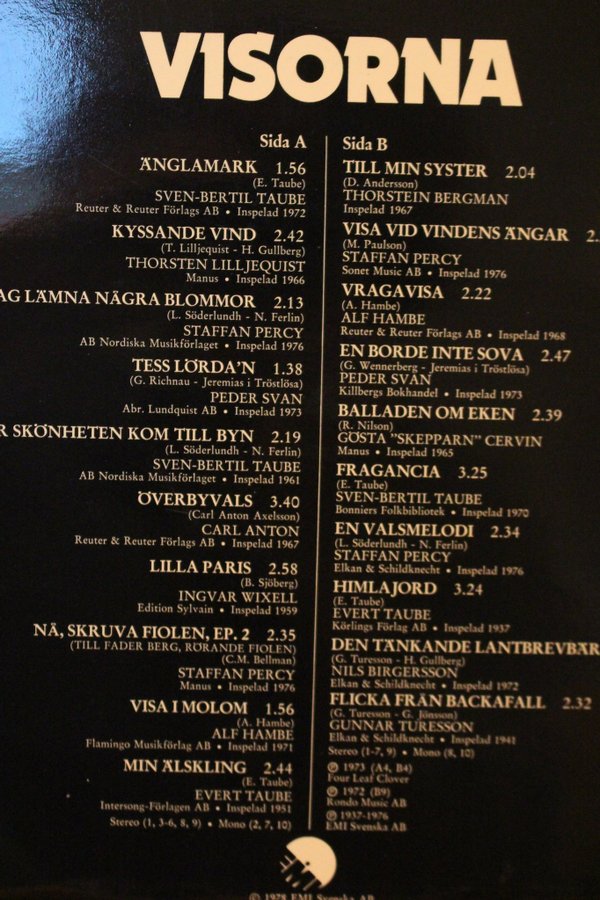 VISORNA
Sida A
ÄNGLAMARK 1.56
(E. Taube)
SVEN-BERTIL TAUBE
Reuter & Reuter Förlags AB • Inspelad 1972
KYSSANDE VIND 2.42
(T. Lilljequist - H. Gullberg)
THORSTEN LILLJEQUIST
Manus • Inspelad 1966
LÄMNA NÅGRA BLOMMOR 2.13
(L. Söderlundh - N. Ferlin)
STAFFAN PERCY
AB Nordiska Musikförlaget • Inspelad 1976
TESS LÖRDA'N 1.38
(G. Richnau - Jeremias i Tröstlösa)
PEDER SVAN
Abr. Lundquist AB • Inspelad 1973
R SKÖNHETEN KOM TILL BYN 2.19
(L. Söderlundh - N. Ferlin)
SVEN-BERTIL TAUBE
AB Nordiska Musikförlaget • Inspelad 1961
ÖVERBYVALS 3.40
(Carl Anton Axelsson)
CARL ANTON
Reuter & Reuter Förlags AB • Inspelad 1967
LILLA PARIS 2.58
(B. Sjöberg)
INGVAR WIXELL
Edition Sylvain • Inspelad 1959
NÅ, SKRUVA FIOLEN, EP. 2 2.35
(TILL FADER BERG, RÖRANDE FIOLEN)
(C.M. Bellman)
STAFFAN PERCY
Manus • Inspelad 1976
VISA I MOLOM 1.56
(A. Hambe)
ALF HAMBE
Flamingo Musikförlag AB • Inspelad 1971
MIN ÄLSKLING 2.44
(E. Taube)
EVERT TAUBE
Intersong-Förlagen AB • Inspelad 1951
Stereo (1, 3-6, 8, 9) • Mono (2, 7, 10)
Sida B
TILL MIN SYSTER 2.04
(D. Andersson)
THORSTEIN BERGMAN
Inspelad 1967
VISA VID VINDENS ÄNGAR 2.
(M. Paulson)
STAFFAN PERCY
Sonet Music AB • Inspelad 1976
VRAGAVISA 2.22
(A. Hambe)
ALF HAMBE
Reuter & Reuter Förlags AB • Inspelad 1968
EN BORDE INTE SOVA 2.47
(G. Wennerberg - Jeremias i Tröstlösa)
PEDER SVAN
Killbergs Bokhandel • Inspelad 1973
BALLADEN OM EKEN 2.39
(R. Nilson)
GÖSTA "SKEPPARN" CERVIN
Manus • Inspelad 1965
FRAGANCIA 3.25
(E. Taube)
SVEN-BERTIL TAUBE
Bonniers Folkbibliotek • Inspelad 1970
EN VALSMELODI 2.34
(L. Söderlundh - N. Ferlin)
STAFFAN PERCY
Elkan & Schildknecht • Inspelad 1976
HIMLAJORD 3.24
(E. Taube)
EVERT TAUBE
Körlings Förlag AB • Inspelad 1937
DEN TÄNKANDE LANTBREVBÄR
(G. Turesson - H. Gullberg)
NILS BIRGERSSON
Elkan & Schildknecht • Inspelad 1972
FLICKA FRÅN BACKAFALL 2.32
(G. Turesson - G. Jönsson)
GUNNAR TURESSON
Elkan & Schildknecht • Inspelad 1941
Stereo (1-7, 9) • Mono (8, 10)
℗ 1973 (A4, B4)
Four Leaf Clover
℗ 1972 (B9)
Rondo Music AB
℗ 1937-1976
EMI Svenska AB
EMI
© 1978 EMI Svenska AB